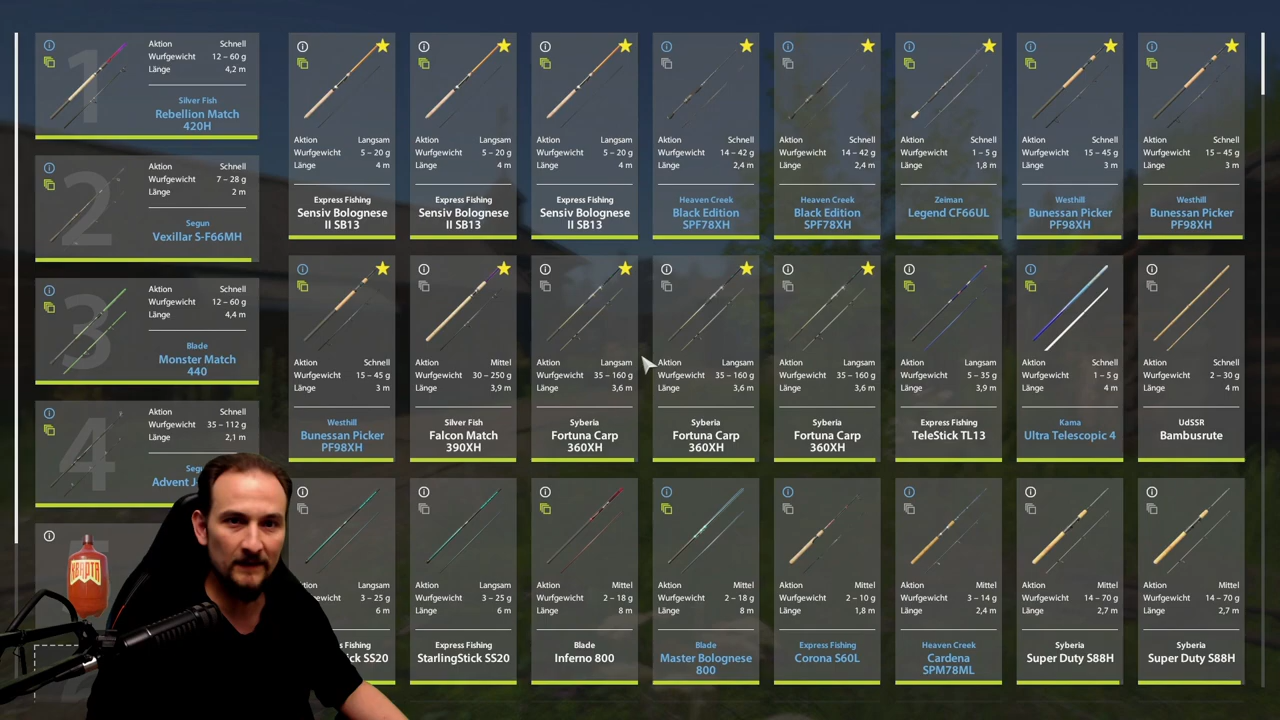 1
Aktion Schnell
Wurfgewicht 12 – 60 g
Länge 4,2 m
Silver Fish
Rebellion Match
420H
2
Aktion Schnell
Wurfgewicht 7 – 28 g
Länge 2 m
Segun
Vexillar S-F66MH
3
Aktion Schnell
Wurfgewicht 12 – 60 g
Länge 4,4 m
Blade
Monster Match
440
4
Aktion Schnell
Wurfgewicht 35 – 112 g
Länge 2,1 m
Advent
Aktion Langsam
Wurfgewicht 5 – 20 g
Länge 4 m
Express Fishing
Sensiv Bolognese
II SB13
Aktion Langsam
Wurfgewicht 5 – 20 g
Länge 4 m
Express Fishing
Sensiv Bolognese
II SB13
Aktion Langsam
Wurfgewicht 5 – 20 g
Länge 4 m
Express Fishing
Sensiv Bolognese
II SB13
Aktion Schnell
Wurfgewicht 14 – 42 g
Länge 2,4 m
Heaven Creek
Black Edition
SPF78XH
Aktion Schnell
Wurfgewicht 14 – 42 g
Länge 2,4 m
Heaven Creek
Black Edition
SPF78XH
Aktion Schnell
Wurfgewicht 1 – 5 g
Länge 1,8 m
Zeiman
Legend CF66UL
Aktion Schnell
Wurfgewicht 15 – 45 g
Länge 3 m
Westhill
Bunessan Picker
PF98XH
Aktion Schnell
Wurfgewicht 15 – 45 g
Länge 3 m
Westhill
Bunessan Picker
PF98XH
Aktion Schnell
Wurfgewicht 15 – 45 g
Länge 3 m
Westhill
Bunessan Picker
PF98XH
Aktion Mittel
Wurfgewicht 30 – 250 g
Länge 3,9 m
Silver Fish
Falcon Match
390XH
Aktion Langsam
Wurfgewicht 35 – 160 g
Länge 3,6 m
Syberia
Fortuna Carp
360XH
Aktion Langsam
Wurfgewicht 35 – 160 g
Länge 3,6 m
Syberia
Fortuna Carp
360XH
Aktion Langsam
Wurfgewicht 35 – 160 g
Länge 3,6 m
Syberia
Fortuna Carp
360XH
Aktion Langsam
Wurfgewicht 5 – 35 g
Länge 3,9 m
Express Fishing
TeleStick TL13
Aktion Schnell
Wurfgewicht 1 – 5 g
Länge 4 m
Kama
Ultra Telescopic 4
Aktion Schnell
Wurfgewicht 2 – 30 g
Länge 4 m
UdSSR
Bambusrute
Langsam
3 – 25 g
6 m
Fishing
SS20
Aktion Langsam
Wurfgewicht 3 – 25 g
Länge 6 m
Express Fishing
StarlingStick SS20
Aktion Mittel
Wurfgewicht 2 – 18 g
Länge 8 m
Blade
Inferno 800
Aktion Mittel
Wurfgewicht 2 – 18 g
Länge 8 m
Blade
Master Bolognese
800
Aktion Mittel
Wurfgewicht 2 – 10 g
Länge 1,8 m
Express Fishing
Corona S60L
Aktion Mittel
Wurfgewicht 3 – 14 g
Länge 2,4 m
Heaven Creek
Cardena
SPM78ML
Aktion Mittel
Wurfgewicht 14 – 70 g
Länge 2,7 m
Syberia
Super Duty S88H
Aktion Mittel
Wurfgewicht 14 – 70 g
Länge 2,7 m
Syberia
Super Duty S88H